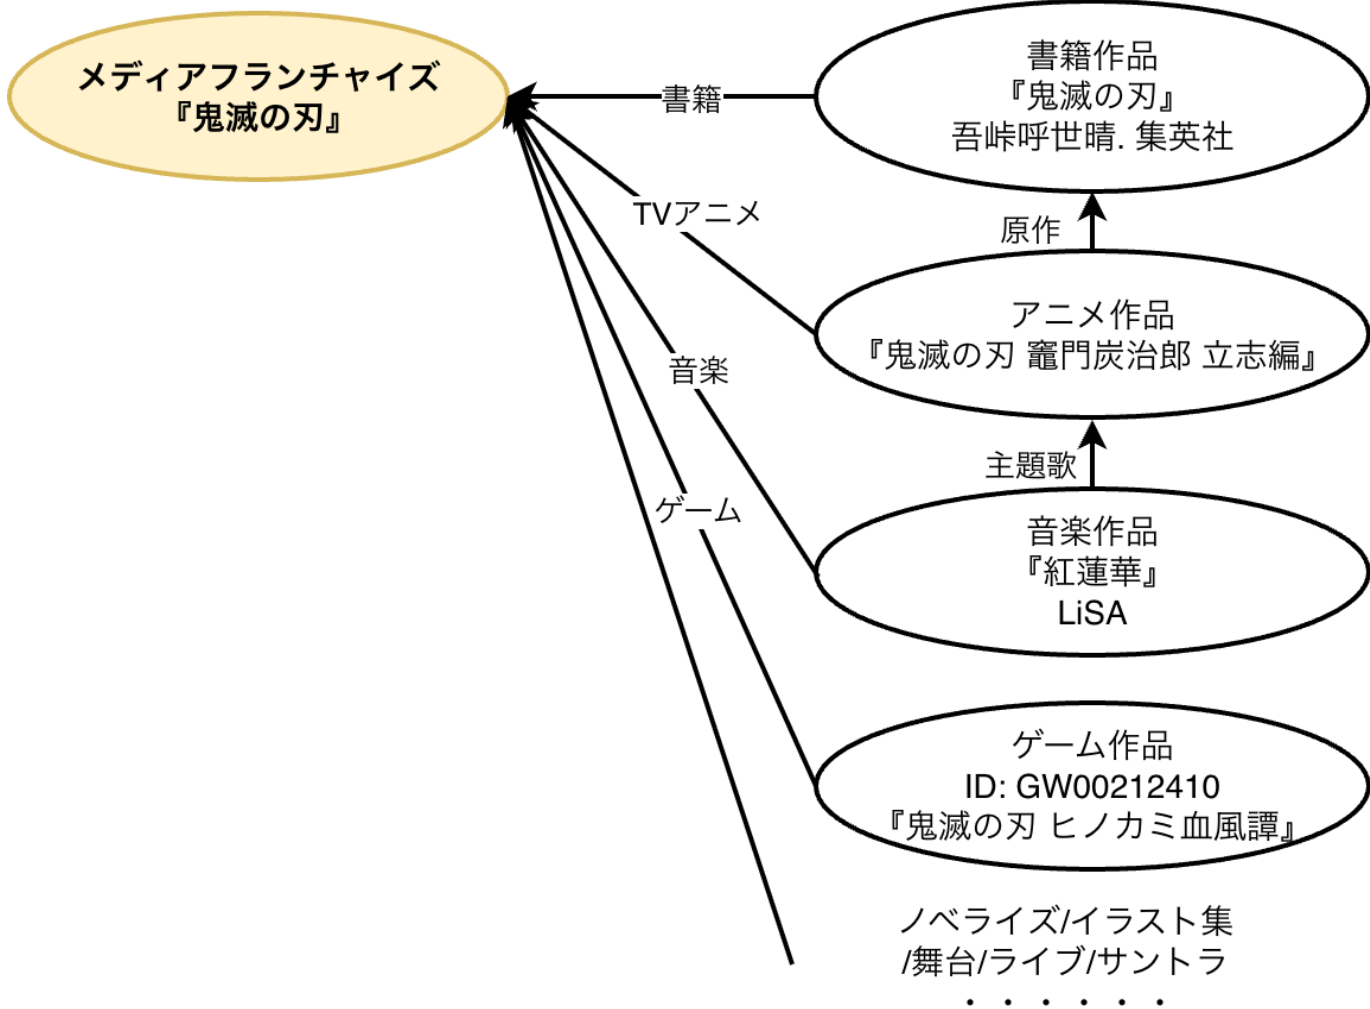 メディアフランチャイズ
『鬼滅の刃』
書籍作品
『鬼滅の刃』
吾峠呼世晴. 集英社
書籍
原作
TVアニメ
アニメ作品
『鬼滅の刃 竈門炭治郎 立志編』
音楽
主題歌
音楽作品
『紅蓮華』
LiSA
ゲーム
ゲーム作品
ID: GW00212410
『鬼滅の刃 ヒノカミ血風譚』
ノベライズ/イラスト集
/舞台/ライブ/サントラ
・・・・・・